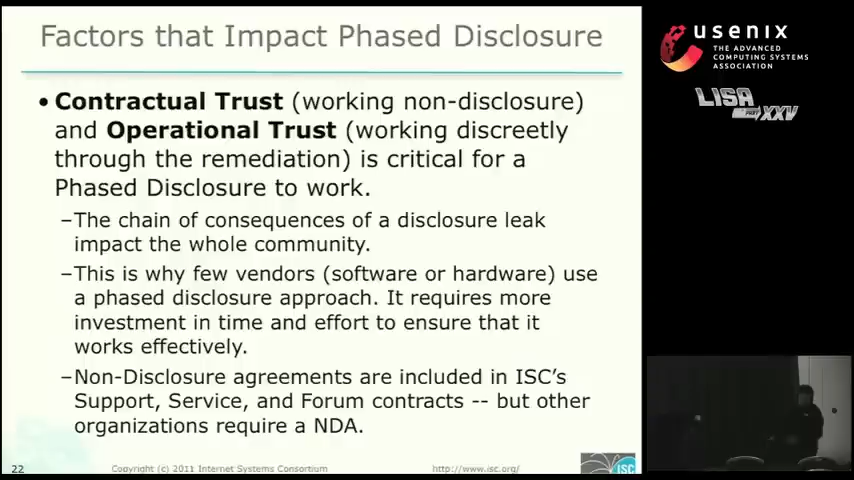 Factors that Impact Phased Disclosure
• Contractual Trust (working non-disclosure)
and Operational Trust (working discreetly
through the remediation) is critical for a
Phased Disclosure to work.
–The chain of consequences of a disclosure leak
impact the whole community.
–This is why few vendors (software or hardware) use
a phased disclosure approach. It requires more
investment in time and effort to ensure that it
works effectively.
–Non-Disclosure agreements are included in ISC's
Support, Service, and Forum contracts -- but other
organizations require a NDA.
22
Copyright (c) 2011 Internet Systems Consortium
http://www.isc.org/
ISC
usenix
THE ADVANCED
COMPUTING SYSTEMS
ASSOCIATION
LISA
XXV